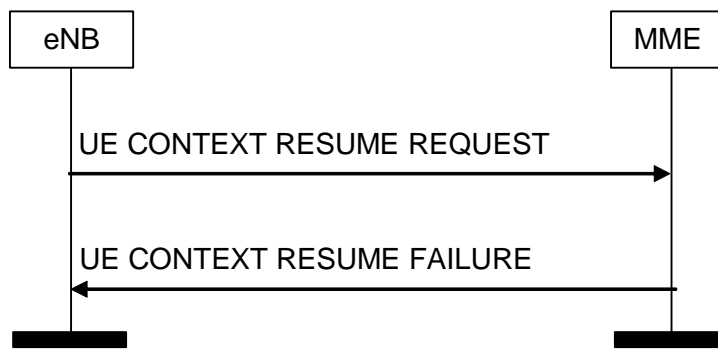 eNB
MME
UE CONTEXT RESUME REQUEST
UE CONTEXT RESUME FAILURE